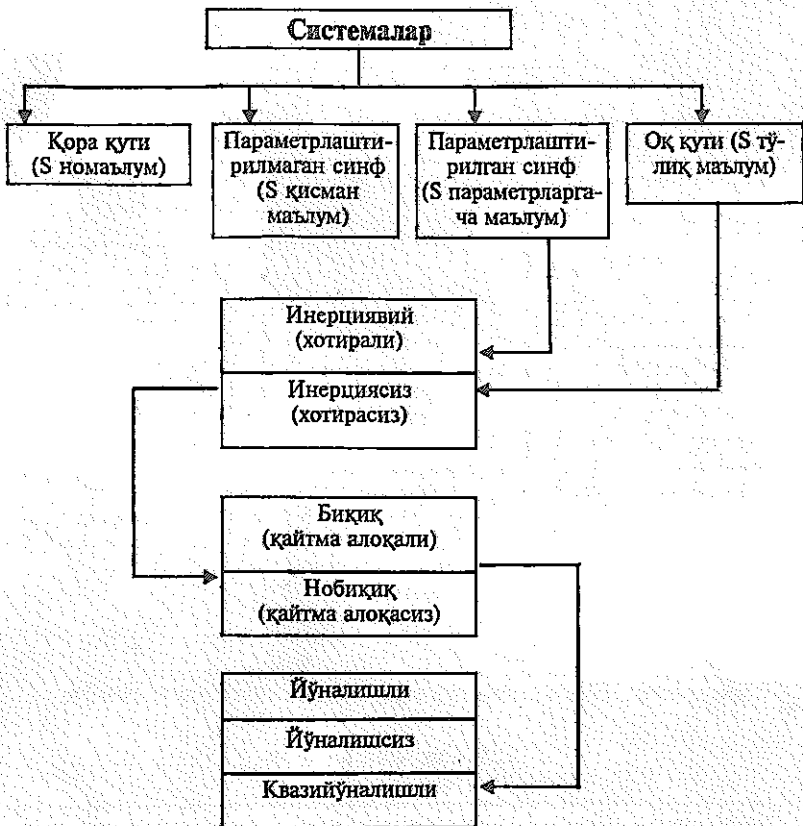 Системалар
Қора қути
(S номаълум)
Параметрлашти-
рилмаган синф
(S қисман
маълум)
Параметрлашти-
рилган синф
(S параметрларга-
ча маълум)
Оқ қути (S тў-
лиқ маълум)
Инерциявий
(хотирали)
Инерциясиз
(хотирасиз)
Биқиқ
(қайтма алоқали)
Нобиқиқ
(қайтма алоқасиз)
Йўналишли
Йўналишсиз
Квазийўналишли